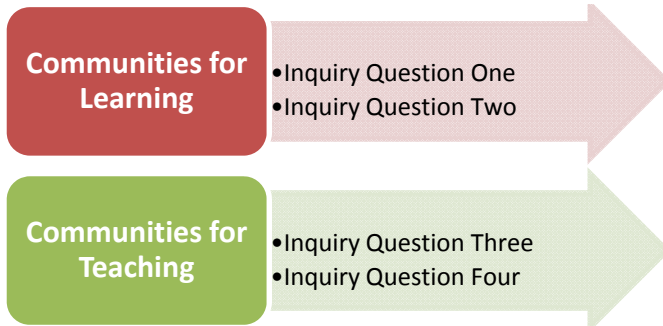 Communities for
Learning
•Inquiry Question One
•Inquiry Question Two
Communities for
Teaching
•Inquiry Question Three
•Inquiry Question Four